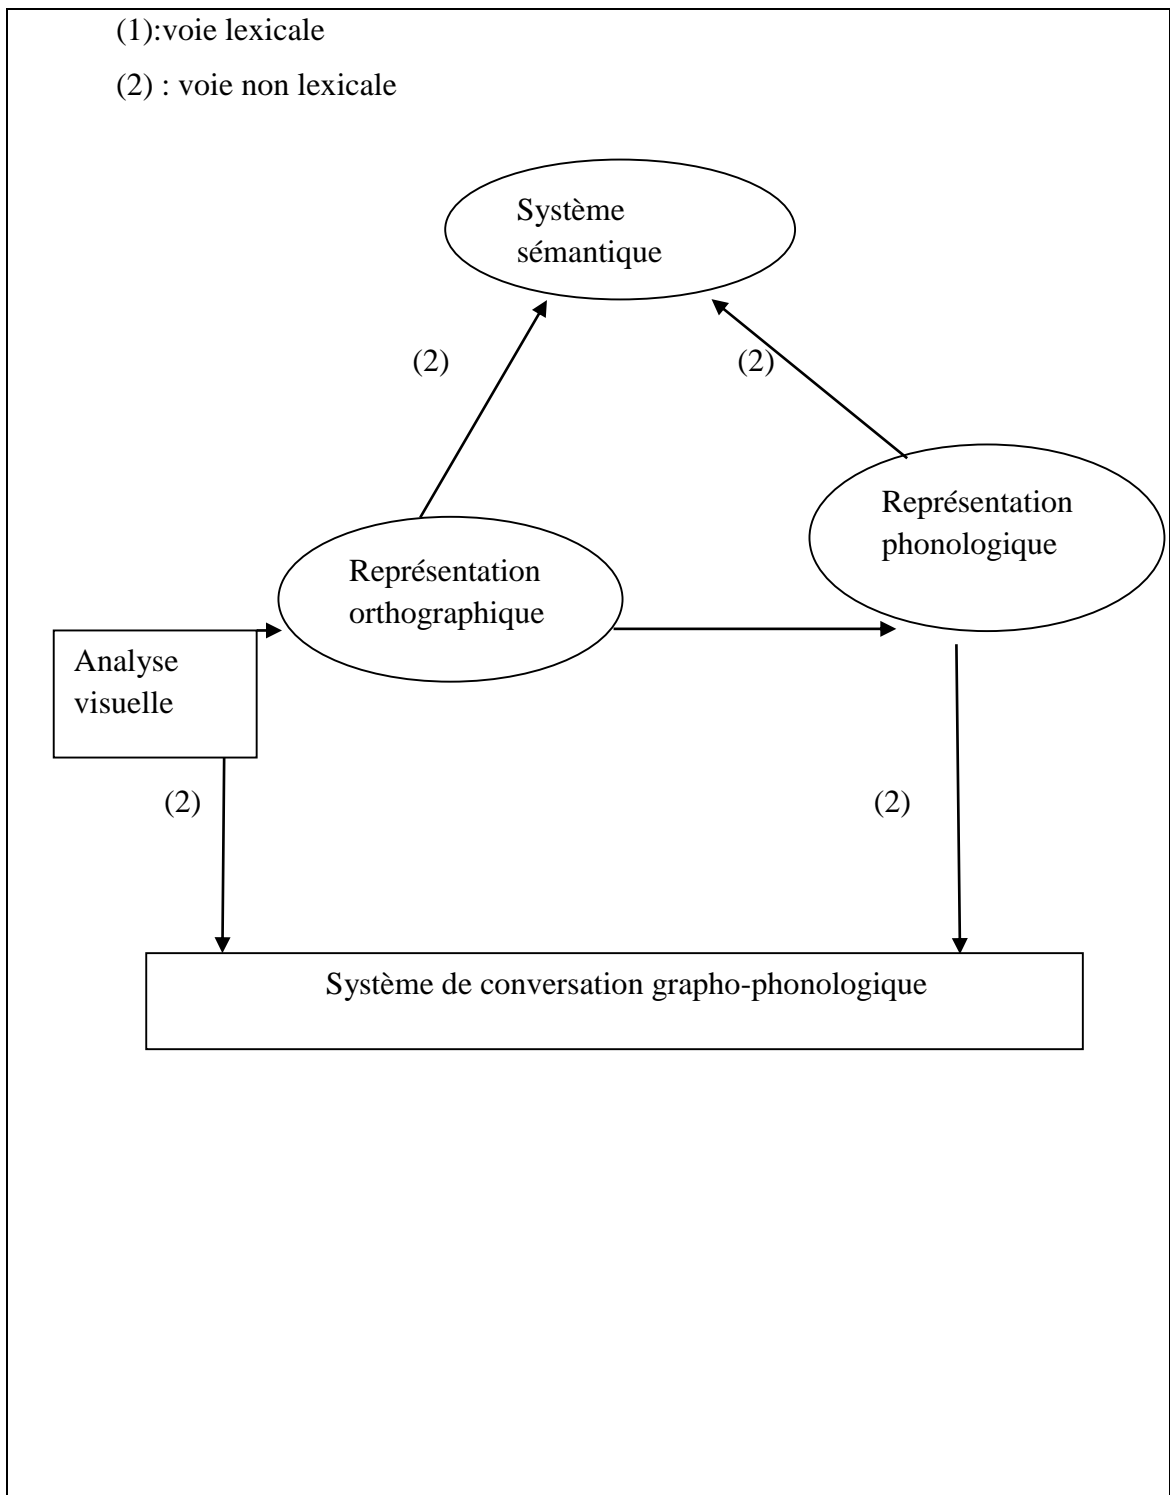 (1):voie lexicale
(2) : voie non lexicale
Système
sémantique
(2)
(2)
Représentation
phonologique
Représentation
orthographique
Analyse
visuelle
(2)
(2)
Système de conversation grapho-phonologique